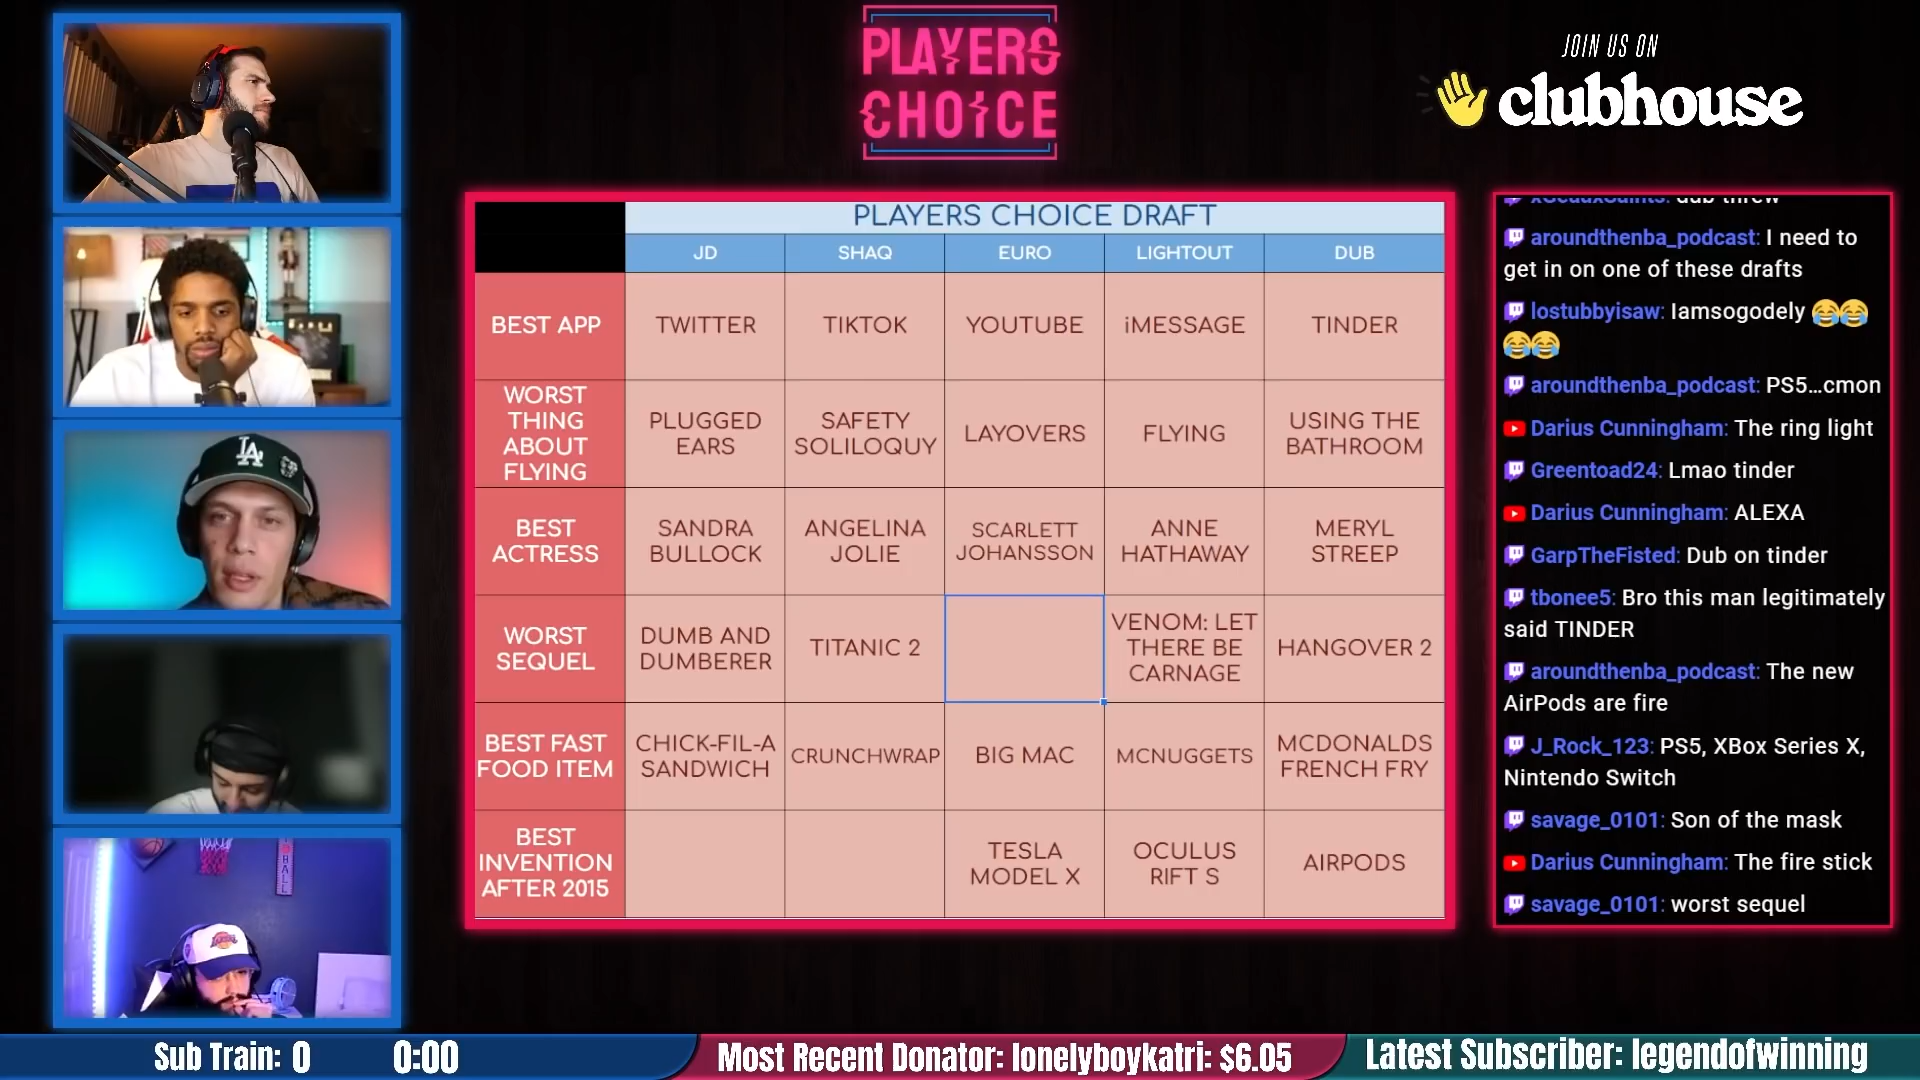 PLAYERS
CHOICE
JOIN US ON
clubhouse
PLAYERS CHOICE DRAFT
JD SHAQ EURO LIGHTOUT DUB
BEST APP TWITTER TIKTOK YOUTUBE iMESSAGE TINDER
WORST
THING
ABOUT
FLYING
PLUGGED
EARS
SAFETY
SOLILOQUY
LAYOVERS
FLYING
USING THE
BATHROOM
BEST
ACTRESS
SANDRA
BULLOCK
ANGELINA
JOLIE
SCARLETT
JOHANSSON
ANNE
HATHAWAY
MERYL
STREEP
WORST
SEQUEL
DUMB AND
DUMBERER
TITANIC 2
VENOM: LET
THERE BE
CARNAGE
HANGOVER 2
BEST FAST
FOOD ITEM
CHICK-FIL-A
SANDWICH
CRUNCHWRAP
BIG MAC
MCNUGGETS
MCDONALDS
FRENCH FRY
BEST
INVENTION
AFTER 2015
TESLA
MODEL X
OCULUS
RIFT S
AIRPODS
dub threw
aroundthenba_podcast: I need to
get in on one of these drafts
lostubbyisaw: Iamsogodely 😂😂
😂😂
aroundthenba_podcast: PS5...cmon
Darius Cunningham: The ring light
Greentoad24: Lmao tinder
Darius Cunningham: ALEXA
GarpTheFisted: Dub on tinder
tbonee5: Bro this man legitimately
said TINDER
aroundthenba_podcast: The new
AirPods are fire
J_Rock_123: PS5, XBox Series X,
Nintendo Switch
savage_0101: Son of the mask
Darius Cunningham: The fire stick
savage_0101: worst sequel
Sub Train: 0 0:00
Most Recent Donator: lonelyboykatri: $6.05
Latest Subscriber: legendofwinning